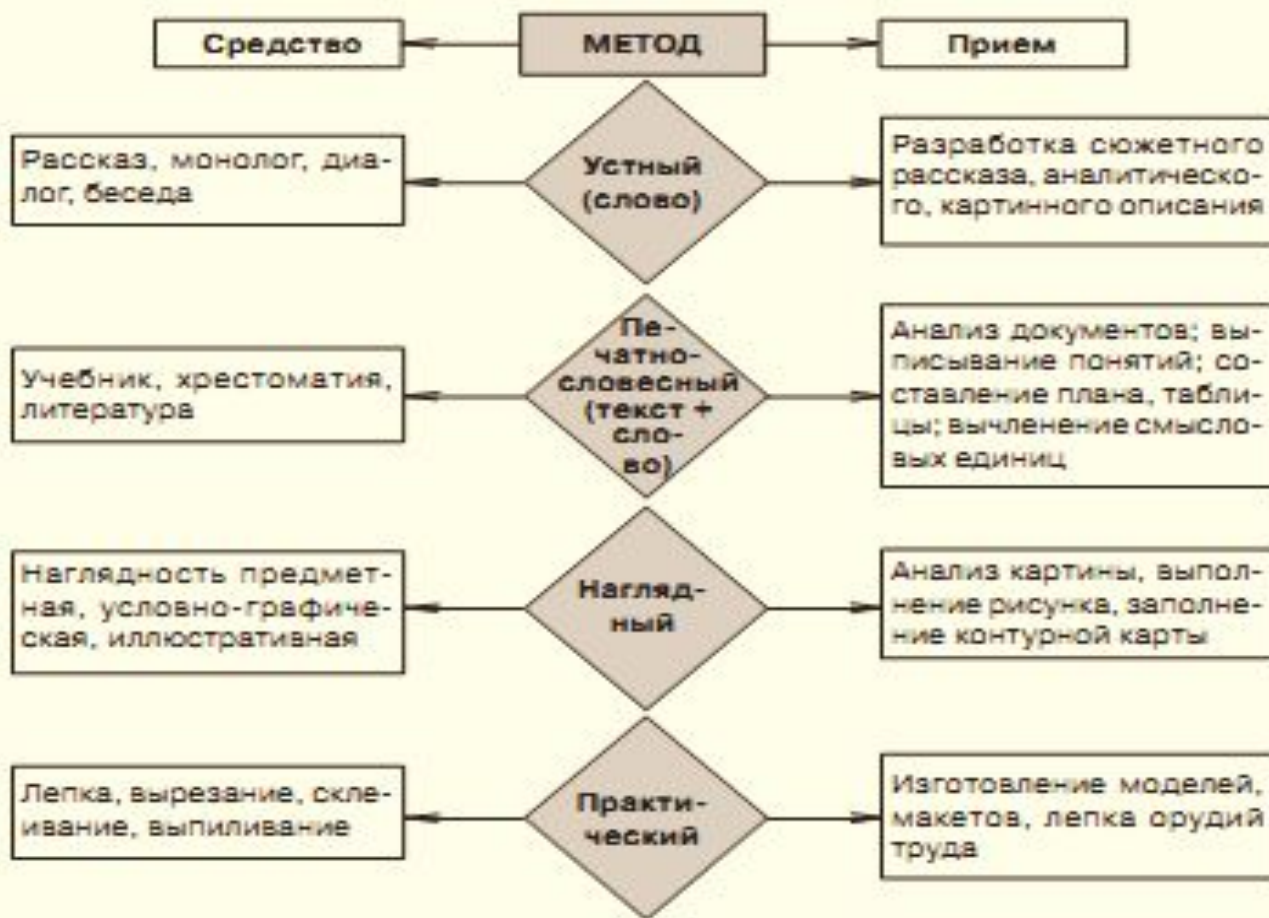 Средство
МЕТОД
Прием
Рассказ, монолог, диа-
лог, беседа
Устный
(слово)
Разработка сюжетного
рассказа, аналитическо-
го, картинного описания
Учебник, хрестоматия,
литература
Пе-
чатно-
словесный
(текст +
сло-
во)
Анализ документов; вы-
писывание понятий; со-
ставление плана, табли-
цы; вычленение смысло-
вых единиц
Наглядность предмет-
ная, условно-графиче-
ская, иллюстративная
Нагляд-
ный
Анализ картины, выпол-
нение рисунка, заполне-
ние контурной карты
Лепка, вырезание, скле-
ивание, выпиливание
Практи-
ческий
Изготовление моделей,
макетов, лепка орудий
труда